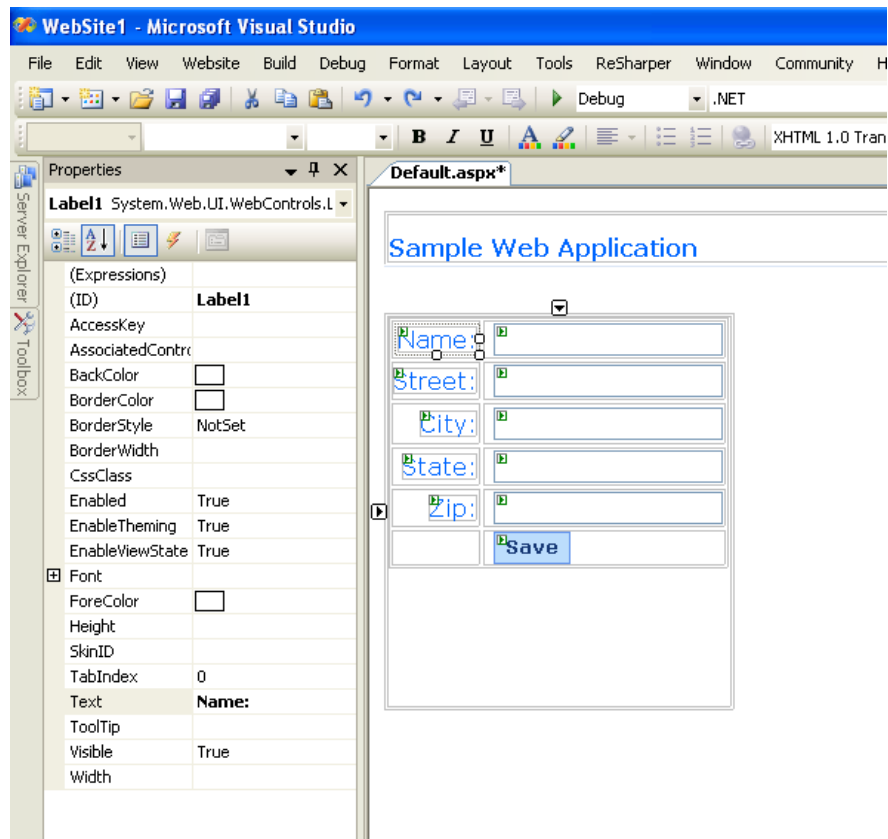 WebSite1 - Microsoft Visual Studio
File Edit View Website Build Debug Format Layout Tools ReSharper Window Community H
Debug .NET
B I U A XHTML 1.0 Tran
Server Explorer
Toolbox
Properties
Label1 System.Web.UI.WebControls.L
(Expressions)
(ID) Label1
AccessKey
AssociatedContro
BackColor
BorderColor
BorderStyle NotSet
BorderWidth
CssClass
Enabled True
EnableTheming True
EnableViewState True
Font
ForeColor
Height
SkinID
TabIndex 0
Text Name:
ToolTip
Visible True
Width
Default.aspx*
Sample Web Application
Name:
Street:
City:
State:
Zip:
Save